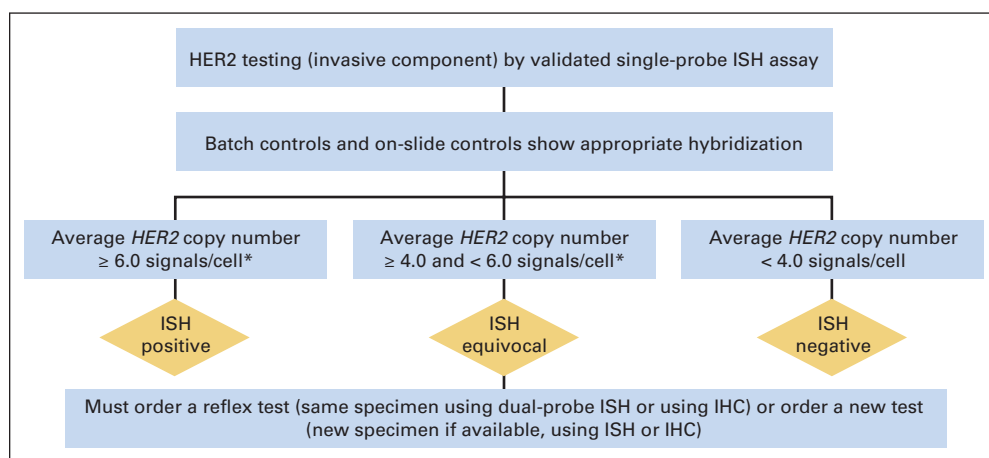 HER2 testing (invasive component) by validated single-probe ISH assay
Batch controls and on-slide controls show appropriate hybridization
Average HER2 copy number
≥ 6.0 signals/cell*
Average HER2 copy number
≥ 4.0 and < 6.0 signals/cell*
Average HER2 copy number
< 4.0 signals/cell
ISH
positive
ISH
equivocal
ISH
negative
Must order a reflex test (same specimen using dual-probe ISH or using IHC) or order a new test
(new specimen if available, using ISH or IHC)